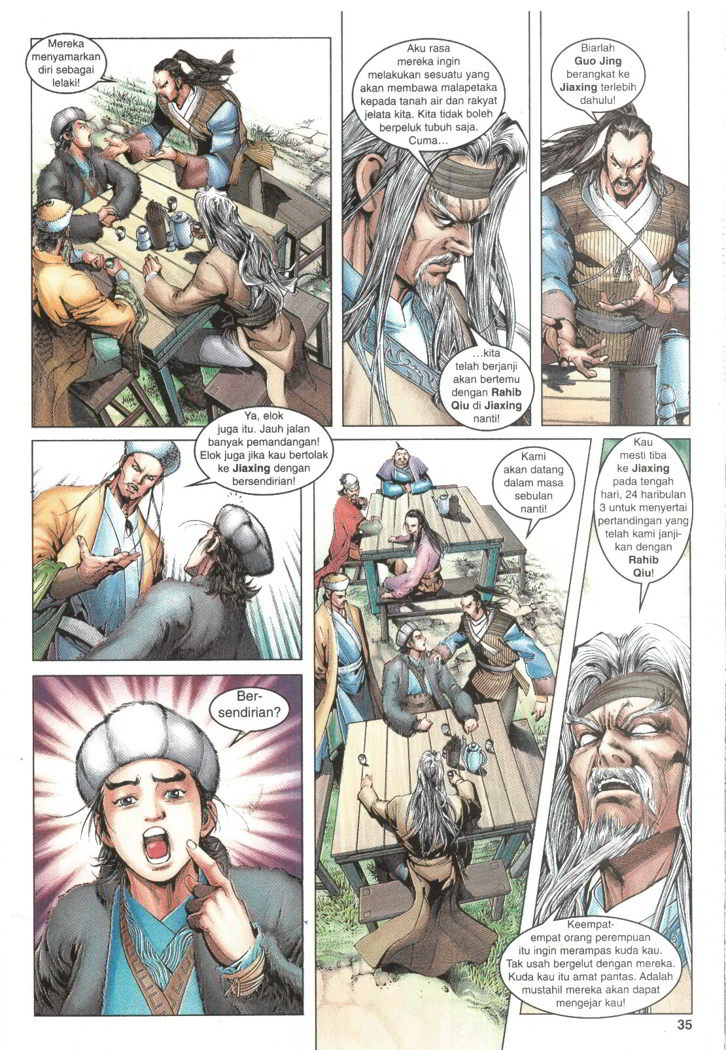 Mereka
menyamarkan
diri sebagai
lelaki!
Aku rasa
mereka ingin
melakukan sesuatu yang
akan membawa malapetaka
kepada tanah air dan rakyat
jelata kita. Kita tidak boleh
berpeluk tubuh saja.
Cuma...
...kita
telah berjanji
akan bertemu
dengan Rahib
Qiu di Jiaxing
nanti!
Biarlah
Guo Jing
berangkat ke
Jiaxing terlebih
dahulu!
Ya, elok
juga itu. Jauh jalan
banyak pemandangan!
Elok juga jika kau bertolak
ke Jiaxing dengan
bersendirian!
Ber-
sendirian?
Kami
akan datang
dalam masa
sebulan
nanti!
Kau
mesti tiba
ke Jiaxing
pada tengah
hari, 24 haribulan
3 untuk menyertai
pertandingan yang
telah kami janji-
kan dengan
Rahib
Qiu!
Keempat-
empat orang perempuan
itu ingin merampas kuda kau.
Tak usah bergelut dengan mereka.
Kuda kau itu amat pantas. Adalah
mustahil mereka akan dapat
mengejar kau!
35